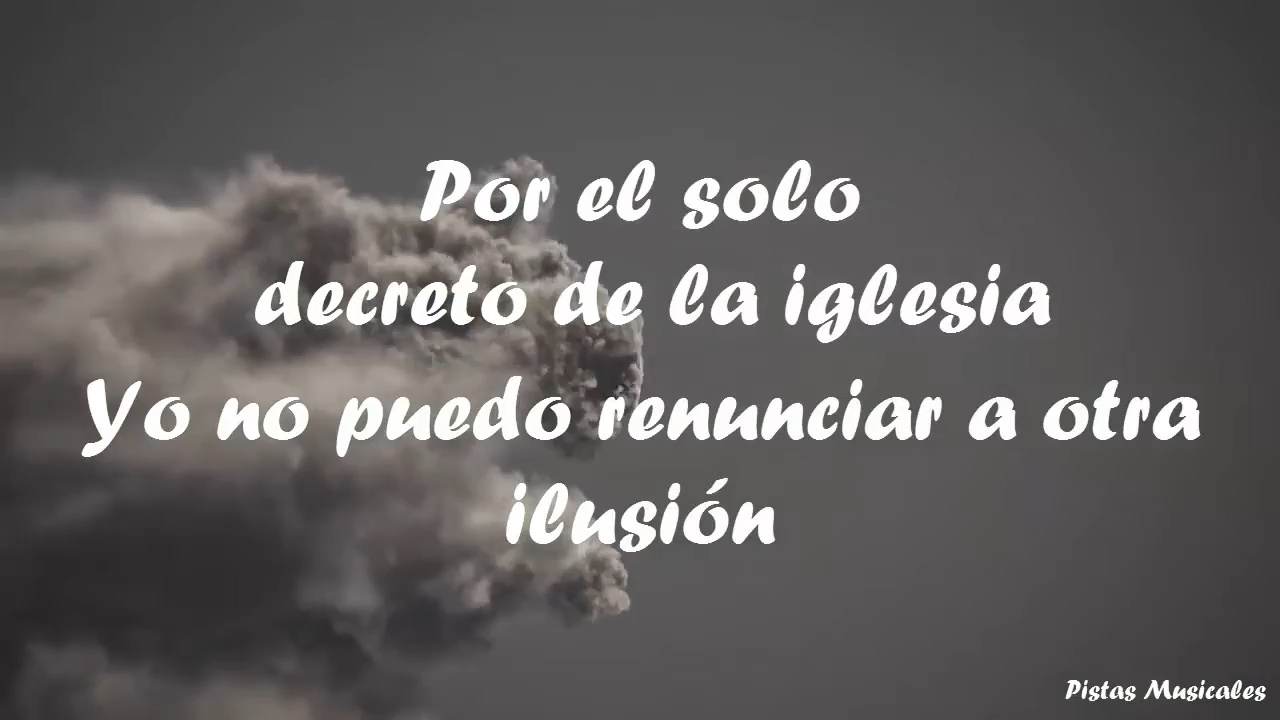 Por el solo
decreto de la iglesia
Yo no puedo renunciar a otra
ilusión
Pistas Musicales